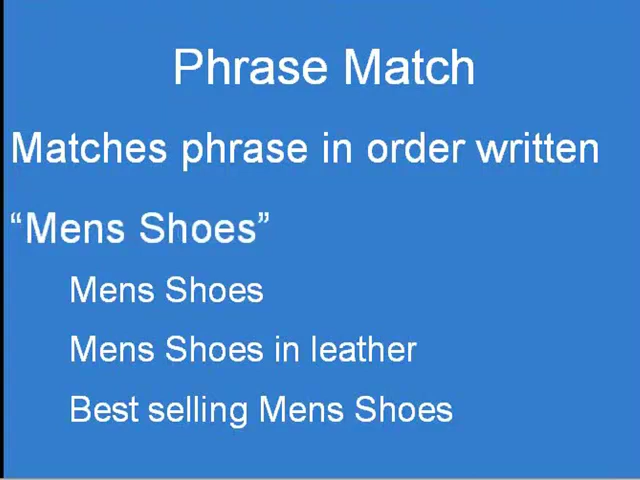 Phrase Match
Matches phrase in order written
“Mens Shoes”
Mens Shoes
Mens Shoes in leather
Best selling Mens Shoes